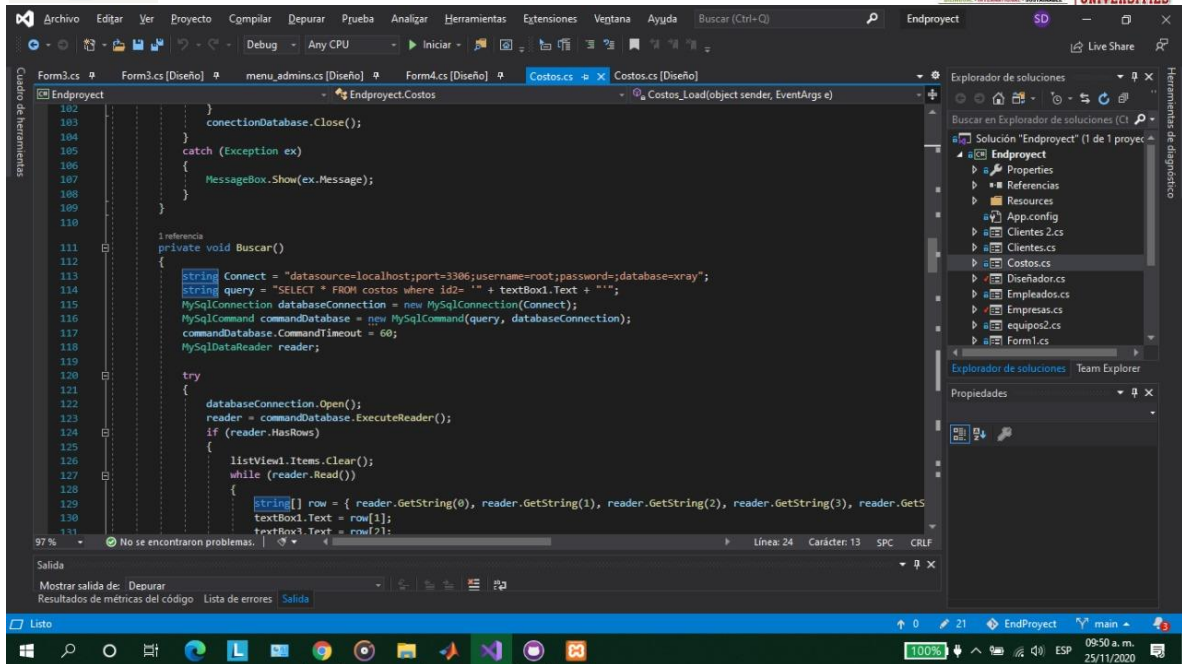 UNIVERSITIES
Archivo Editar Ver Proyecto Compilar Depurar Prueba Analizar Herramientas Extensiones Ventana Ayuda Buscar (Ctrl+Q) Endproyect SD
Debug Any CPU Iniciar Live Share
Cuadro de herramientas
Form3.cs Form3.cs [Diseño] menu_admins.cs [Diseño] Form4.cs [Diseño] Costos.cs Costos.cs [Diseño]
Endproyect Endproyect.Costos Costos_Load(object sender, EventArgs e)
102 }
103 conectionDatabase.Close();
104 }
105 catch (Exception ex)
106 {
107 MessageBox.Show(ex.Message);
108 }
109 }
110
1 referencia
111 private void Buscar()
112 {
113 string Connect = "datasource=localhost;port=3306;username=root;password=;database=xray";
114 string query = "SELECT * FROM costos where id2= '" + textBox1.Text + "'";
115 MySqlConnection databaseConnection = new MySqlConnection(Connect);
116 MySqlCommand commandDatabase = new MySqlCommand(query, databaseConnection);
117 commandDatabase.CommandTimeout = 60;
118 MySqlDataReader reader;
119
120 try
121 {
122 databaseConnection.Open();
123 reader = commandDatabase.ExecuteReader();
124 if (reader.HasRows)
125 {
126 listView1.Items.Clear();
127 while (reader.Read())
128 {
129 string[] row = { reader.GetString(0), reader.GetString(1), reader.GetString(2), reader.GetString(3), reader.GetS
130 textBox1.Text = row[1];
131 textBox3.Text = row[2];
97 % No se encontraron problemas. Línea: 24 Carácter: 13 SPC CRLF
Salida
Mostrar salida de: Depurar
Resultados de métricas del código Lista de errores Salida
Explorador de soluciones
Buscar en Explorador de soluciones (Ct
Solución "Endproyect" (1 de 1 proyec
Endproyect
Properties
Referencias
Resources
App.config
Clientes 2.cs
Clientes.cs
Costos.cs
Diseñador.cs
Empleados.cs
Empresas.cs
equipos2.cs
Form1.cs
Explorador de soluciones Team Explorer
Propiedades
Herramientas de diagnóstico
Listo 0 21 EndProyect main 3
100% ESP 09:50 a. m.
25/11/2020